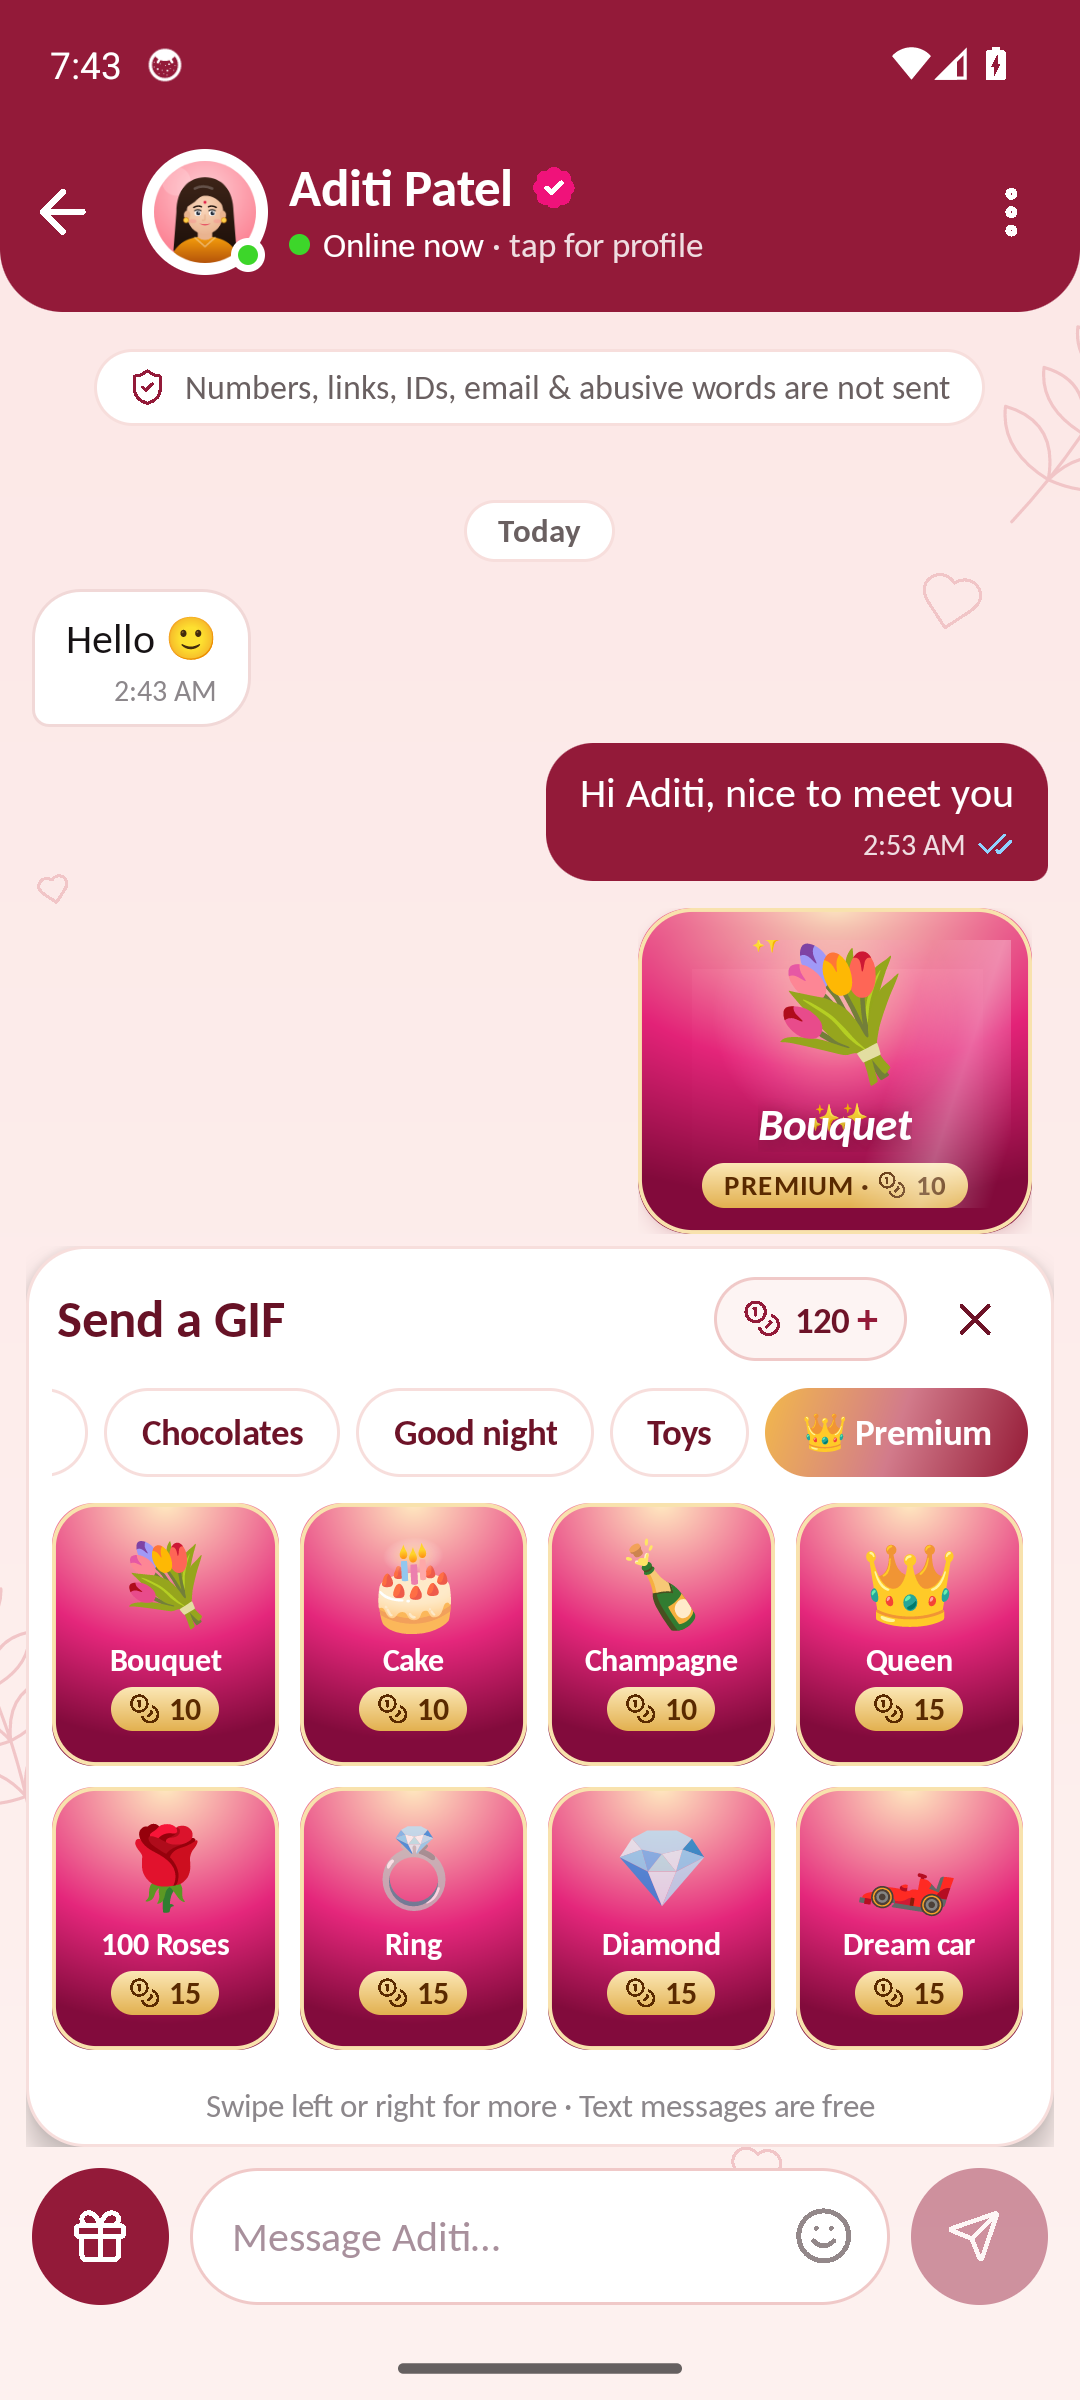 7:43
Aditi Patel
Online now · tap for profile
Numbers, links, IDs, email & abusive words are not sent
Today
Hello 🙂
2:43 AM
Hi Aditi, nice to meet you
2:53 AM
Bouquet
PREMIUM · 10
Send a GIF
120 +
Chocolates
Good night
Toys
👑 Premium
Bouquet
Cake
Champagne
Queen
10
10
10
15
100 Roses
Ring
Diamond
Dream car
15
15
15
15
Swipe left or right for more · Text messages are free
Message Aditi...